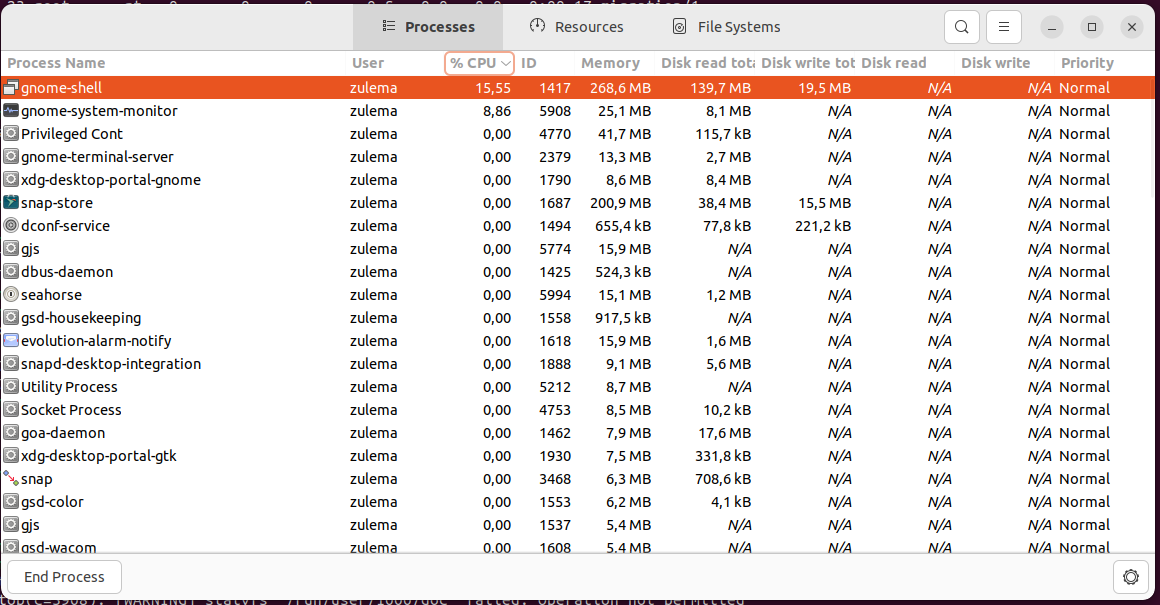 Processes Resources File Systems
Process Name User % CPU ID Memory Disk read tota Disk write tot Disk read Disk write Priority
gnome-shell zulema 15,55 1417 268,6 MB 139,7 MB 19,5 MB N/A N/A Normal
gnome-system-monitor zulema 8,86 5908 25,1 MB 8,1 MB N/A N/A N/A Normal
Privileged Cont zulema 0,00 4770 41,7 MB 115,7 kB N/A N/A N/A Normal
gnome-terminal-server zulema 0,00 2379 13,3 MB 2,7 MB N/A N/A N/A Normal
xdg-desktop-portal-gnome zulema 0,00 1790 8,6 MB 8,4 MB N/A N/A N/A Normal
snap-store zulema 0,00 1687 200,9 MB 38,4 MB 15,5 MB N/A N/A Normal
dconf-service zulema 0,00 1494 655,4 kB 77,8 kB 221,2 kB N/A N/A Normal
gjs zulema 0,00 5774 15,9 MB N/A N/A N/A N/A Normal
dbus-daemon zulema 0,00 1425 524,3 kB N/A N/A N/A N/A Normal
seahorse zulema 0,00 5994 15,1 MB 1,2 MB N/A N/A N/A Normal
gsd-housekeeping zulema 0,00 1558 917,5 kB N/A N/A N/A N/A Normal
evolution-alarm-notify zulema 0,00 1618 15,9 MB 1,6 MB N/A N/A N/A Normal
snapd-desktop-integration zulema 0,00 1888 9,1 MB 5,6 MB N/A N/A N/A Normal
Utility Process zulema 0,00 5212 8,7 MB N/A N/A N/A N/A Normal
Socket Process zulema 0,00 4753 8,5 MB 10,2 kB N/A N/A N/A Normal
goa-daemon zulema 0,00 1462 7,9 MB 17,6 MB N/A N/A N/A Normal
xdg-desktop-portal-gtk zulema 0,00 1930 7,5 MB 331,8 kB N/A N/A N/A Normal
snap zulema 0,00 3468 6,3 MB 708,6 kB N/A N/A N/A Normal
gsd-color zulema 0,00 1553 6,2 MB 4,1 kB N/A N/A N/A Normal
gjs zulema 0,00 1537 5,4 MB N/A N/A N/A N/A Normal
gsd-wacom zulema 0,00 1608 5,4 MB N/A N/A N/A N/A Normal
End Process